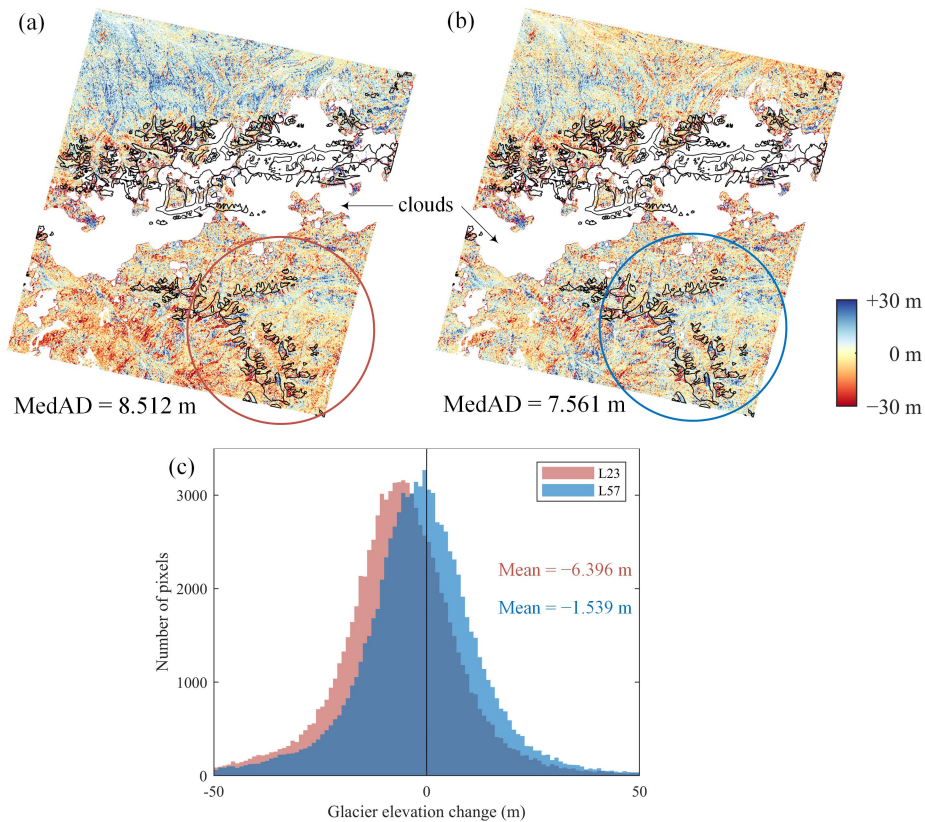 (a)
(b)
clouds
+30 m
0 m
−30 m
MedAD = 8.512 m
MedAD = 7.561 m
(c)
L23
L57
3000
2000
1000
0
Number of pixels
Mean = −6.396 m
Mean = −1.539 m
-50
0
50
Glacier elevation change (m)